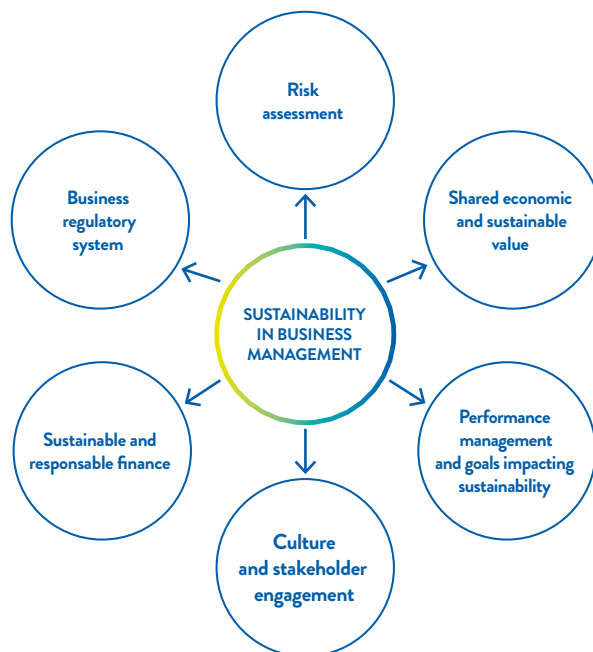 Risk
assessment
Business
regulatory
system
Shared economic
and sustainable
value
SUSTAINABILITY
IN BUSINESS
MANAGEMENT
Sustainable and
responsable finance
Performance
management
and goals impacting
sustainability
Culture
and stakeholder
engagement